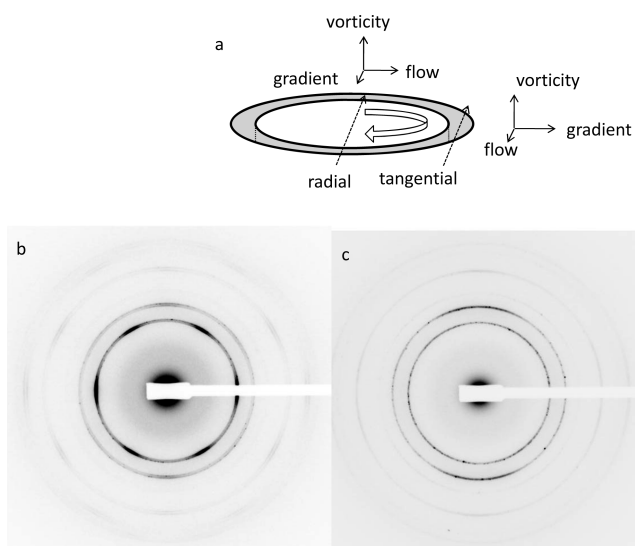 vorticity
a
gradient
flow
vorticity
gradient
flow
radial
tangential
b
c